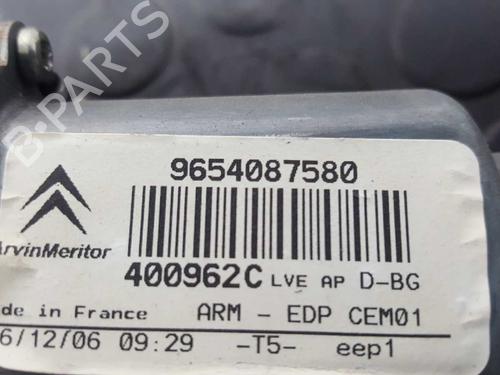 9654087580
ArvinMeritor
400962C LVE AP D-BG
de in France ARM - EDP CEM01
6/12/06 09:29 -T5- eep1
B-PARTS